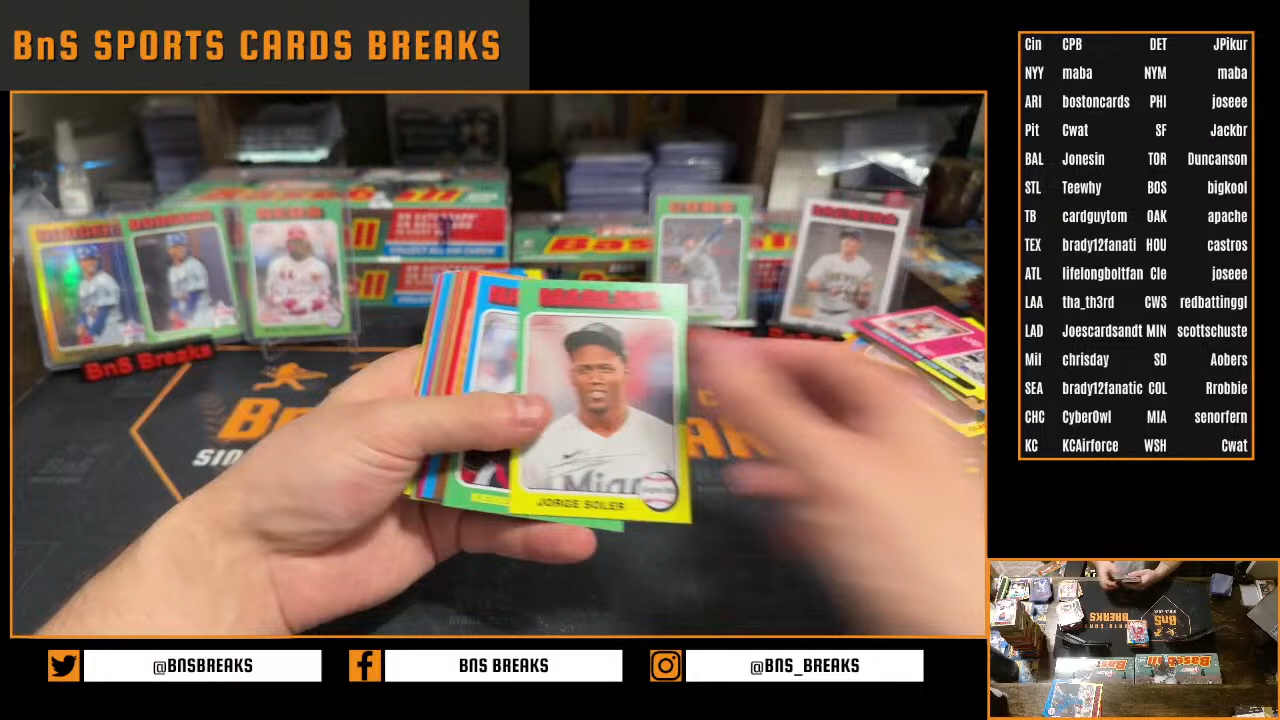 BnS SPORTS CARDS BREAKS
Cin CPB DET JPikur
NYY maba NYM maba
ARI bostoncards PHI joseee
Pit Cwat SF Jackbr
BAL Jonesin TOR Duncanson
STL Teewhy BOS bigkool
TB cardguytom OAK apache
TEX brady12fanati HOU castros
ATL lifelongboltfan Cle joseee
LAA tha_th3rd CWS redbattinggl
LAD Joescardsandt MIN scottschuste
Mil chrisday SD Aobers
SEA brady12fanatic COL Rrobbie
CHC CyberOwl MIA senorfern
KC KCAirforce WSH Cwat
BnS Breaks
MARLINS
JORGE SOLER
@BNSBREAKS
BNS BREAKS
@BNS_BREAKS